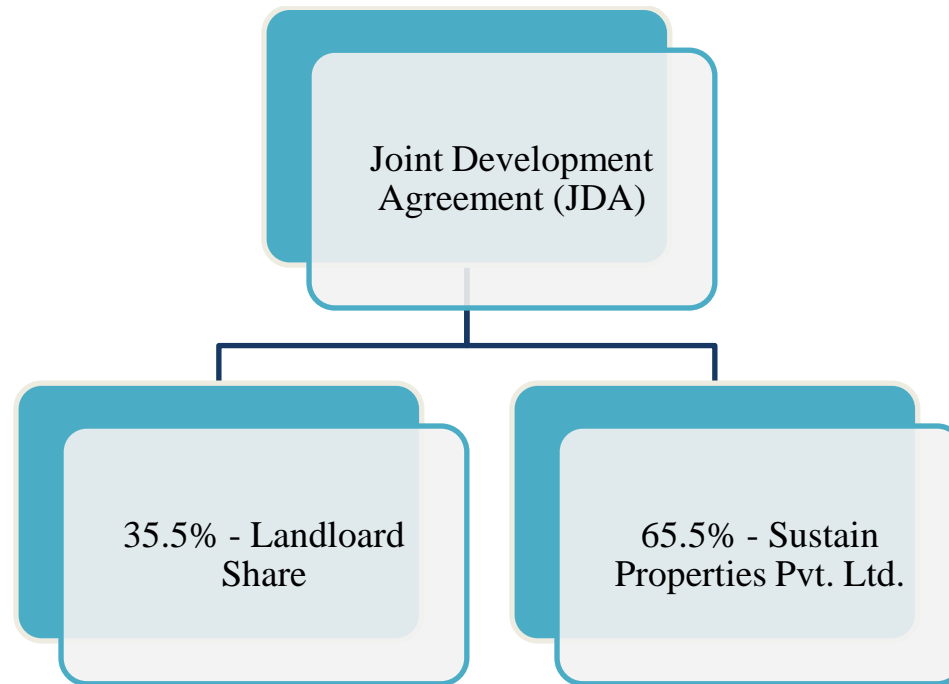 Joint Development
Agreement (JDA)
35.5% - Landloard
Share
65.5% - Sustain
Properties Pvt. Ltd.